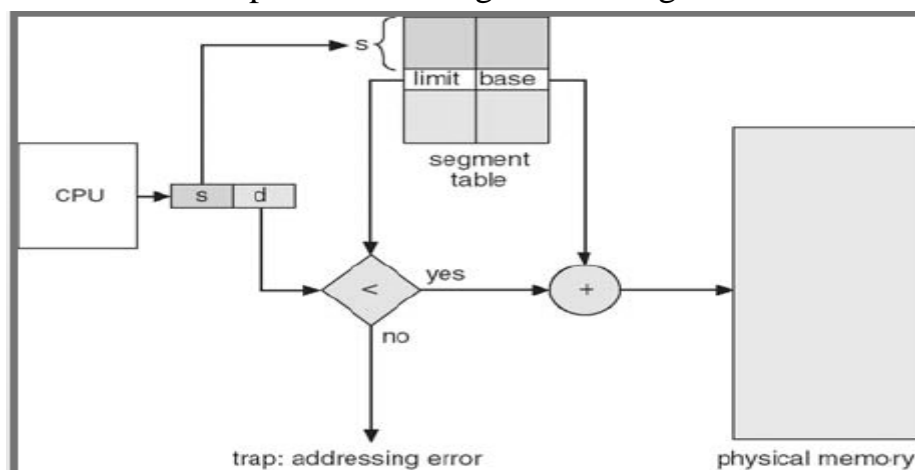 s
limit base
segment
table
CPU
s d
<
yes
+
no
trap: addressing error
physical memory